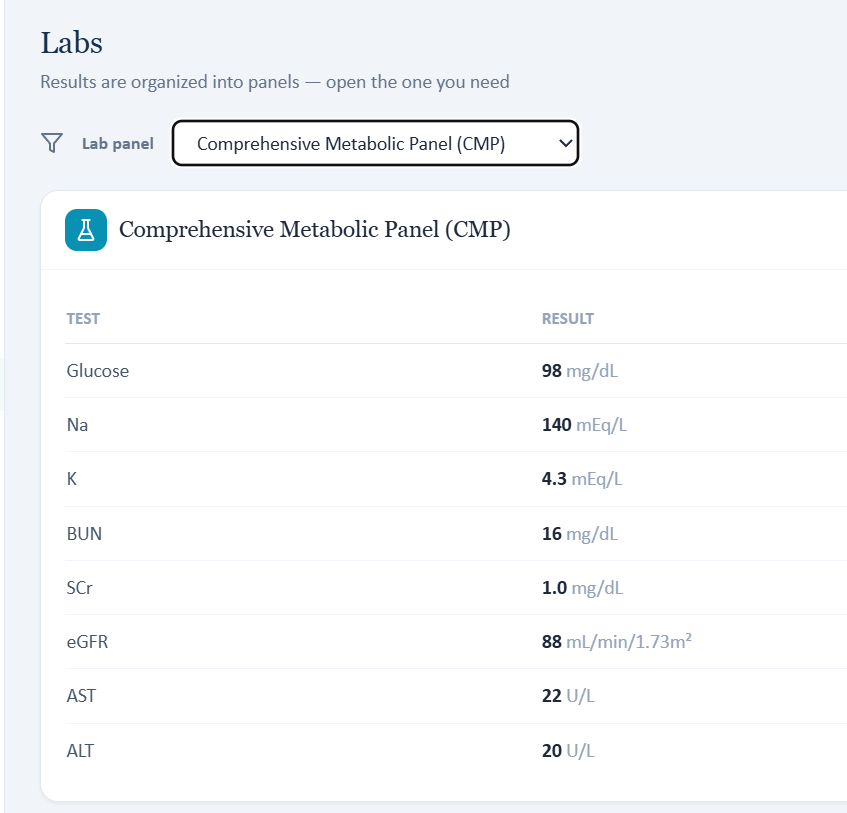 Labs
Results are organized into panels — open the one you need
Lab panel Comprehensive Metabolic Panel (CMP)
Comprehensive Metabolic Panel (CMP)
TEST RESULT
Glucose 98 mg/dL
Na 140 mEq/L
K 4.3 mEq/L
BUN 16 mg/dL
SCr 1.0 mg/dL
eGFR 88 mL/min/1.73m²
AST 22 U/L
ALT 20 U/L